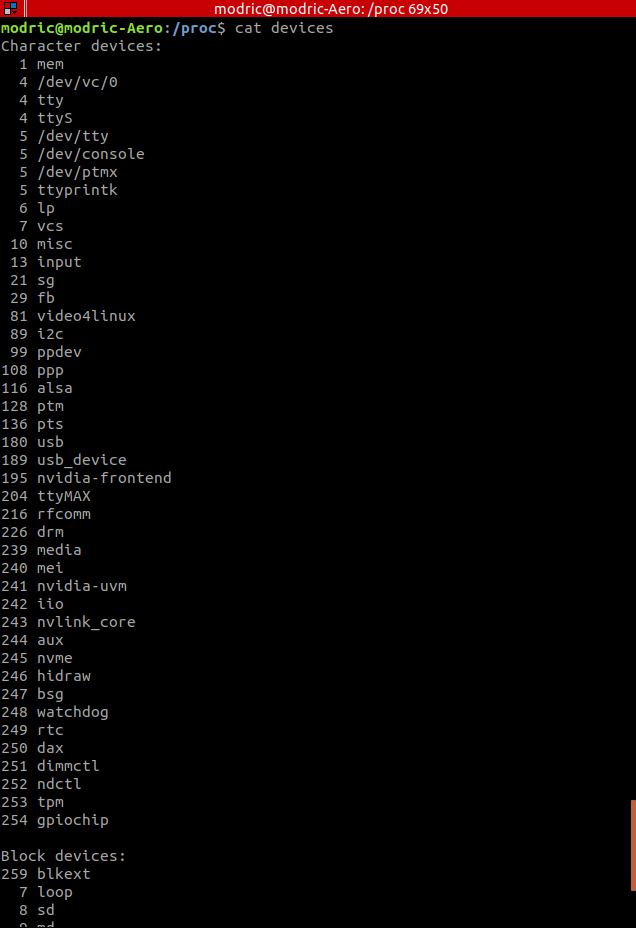 modric@modric-Aero: /proc 69x50
modric@modric-Aero:/proc$ cat devices
Character devices:
  1 mem
  4 /dev/vc/0
  4 tty
  4 ttyS
  5 /dev/tty
  5 /dev/console
  5 /dev/ptmx
  5 ttyprintk
  6 lp
  7 vcs
 10 misc
 13 input
 21 sg
 29 fb
 81 video4linux
 89 i2c
 99 ppdev
108 ppp
116 alsa
128 ptm
136 pts
180 usb
189 usb_device
195 nvidia-frontend
204 ttyMAX
216 rfcomm
226 drm
239 media
240 mei
241 nvidia-uvm
242 iio
243 nvlink_core
244 aux
245 nvme
246 hidraw
247 bsg
248 watchdog
249 rtc
250 dax
251 dimmctl
252 ndctl
253 tpm
254 gpiochip

Block devices:
259 blkext
  7 loop
  8 sd
  9 md